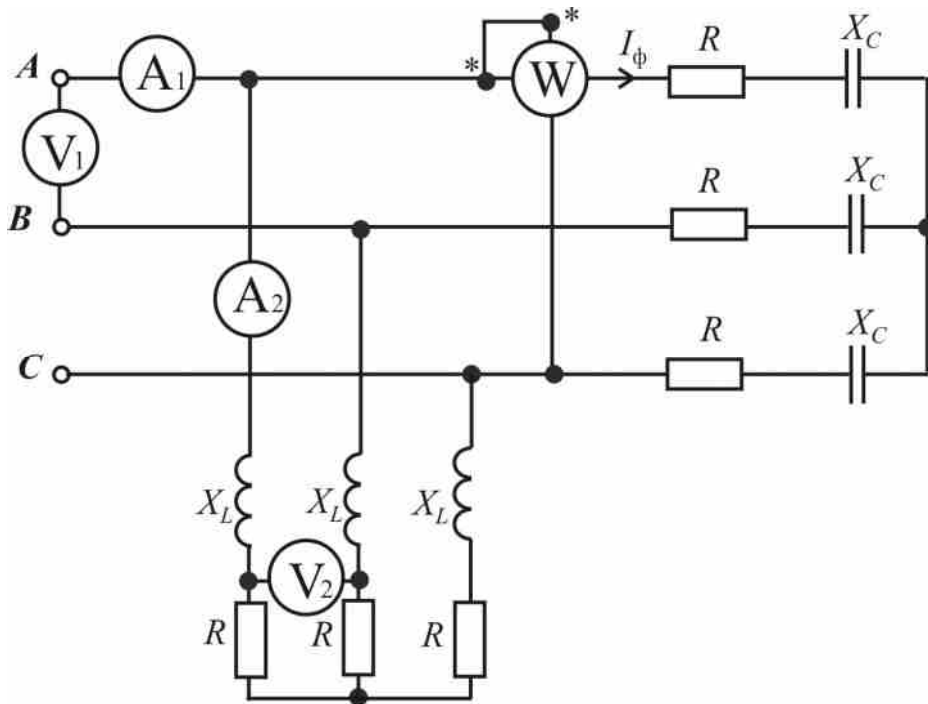 * *
A A1 W Iф R XC
V1
B R XC
A2
C R XC
XL XL XL
V2
R R R